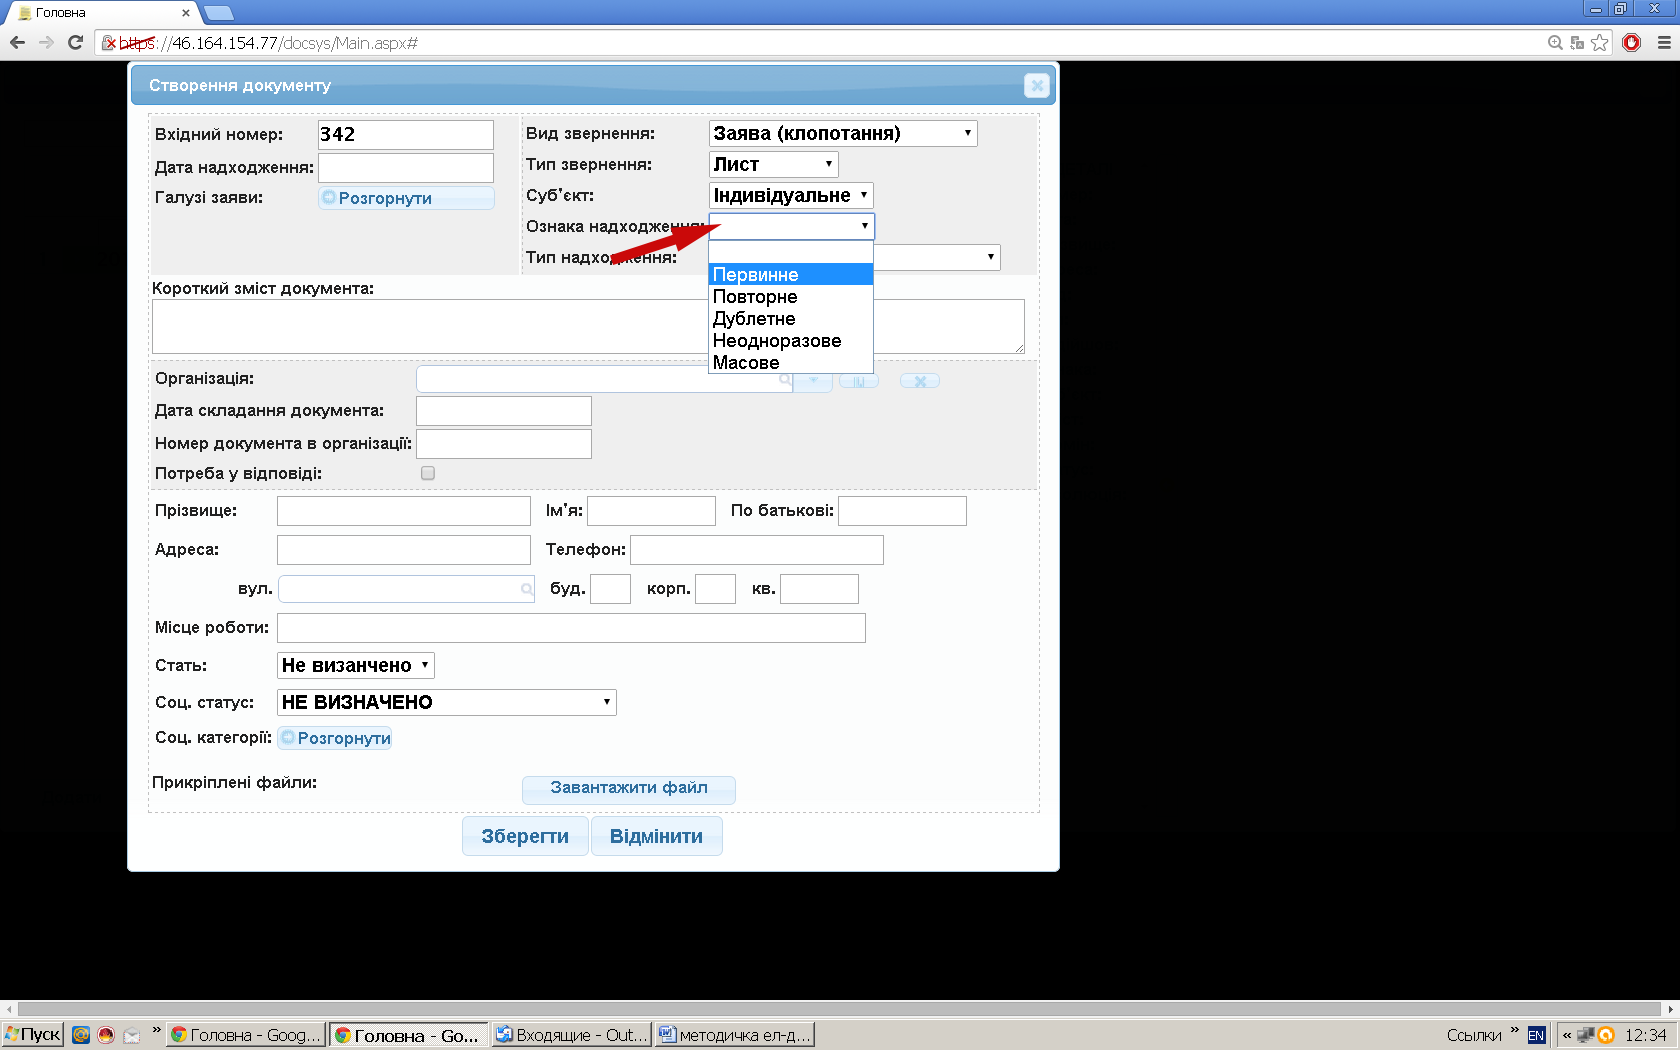 Головна
https://46.164.154.77/docsys/Main.aspx#
Створення документу
Вхідний номер: 342
Дата надходження:
Галузі заяви: Розгорнути
Вид звернення: Заява (клопотання)
Тип звернення: Лист
Суб'єкт: Індивідуальне
Ознака надходження:
Тип надходження:
Первинне
Повторне
Дублетне
Неодноразове
Масове
Короткий зміст документа:
Організація:
Дата складання документа:
Номер документа в організації:
Потреба у відповіді:
Прізвище: Ім'я: По батькові:
Адреса: Телефон:
вул. буд. корп. кв.
Місце роботи:
Стать: Не визанчено
Соц. статус: НЕ ВИЗНАЧЕНО
Соц. категорії: Розгорнути
Прикріплені файли: Завантажити файл
Зберегти Відмінити
Пуск » Головна - Goog... Головна - Go... Входящие - Out... методичка ел-д... Ссылки » EN « 12:34